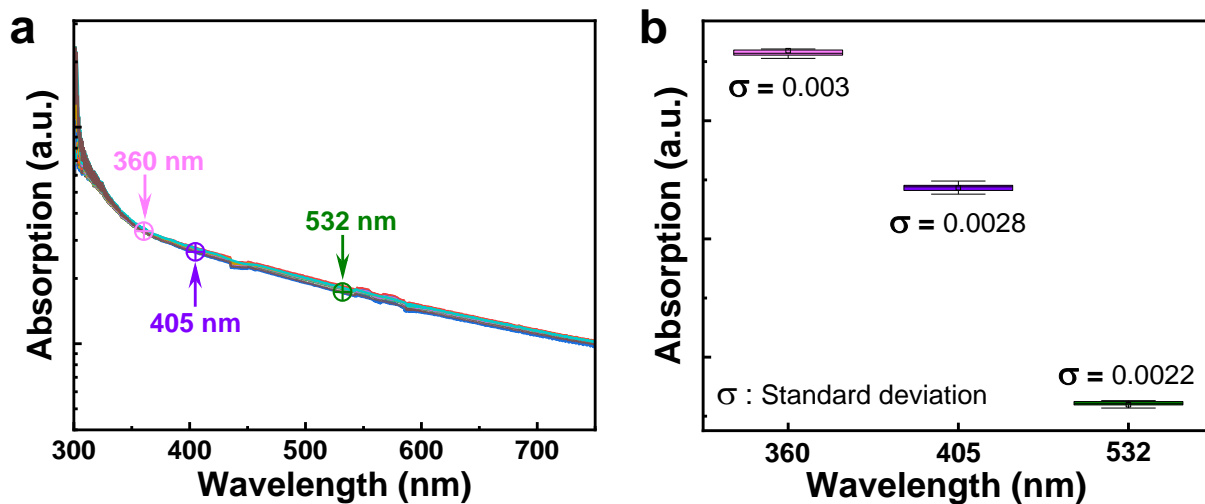 a
Absorption (a.u.)
360 nm
405 nm
532 nm
300 400 500 600 700
Wavelength (nm)
b
Absorption (a.u.)
σ = 0.003
σ = 0.0028
σ = 0.0022
σ : Standard deviation
360 405 532
Wavelength (nm)